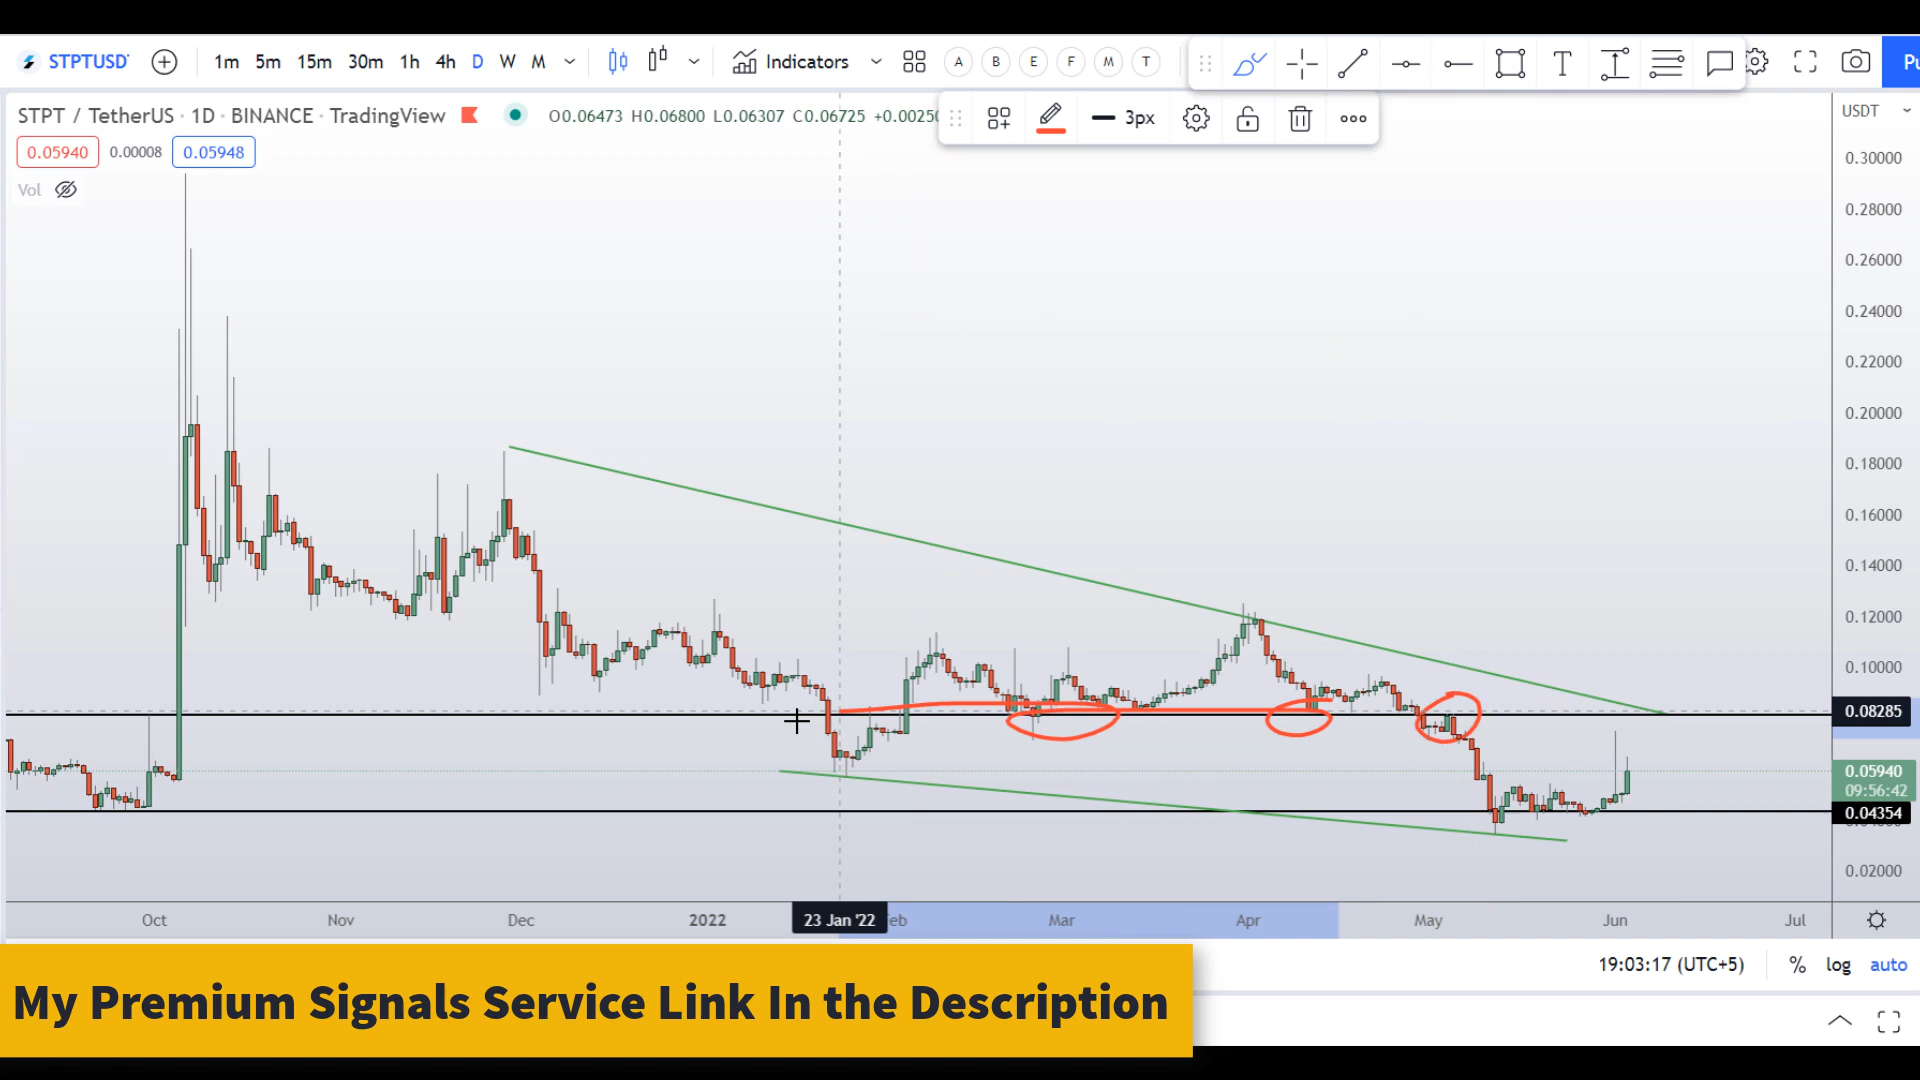 STPTUSDT 1m 5m 15m 30m 1h 4h D W M Indicators A B E F M T
STPT / TetherUS · 1D · BINANCE · TradingView O0.06473 H0.06800 L0.06307 C0.06725 3px USDT
0.05940 0.00008 0.05948
Vol
0.30000
0.28000
0.26000
0.24000
0.22000
0.20000
0.18000
0.16000
0.14000
0.12000
0.10000
0.08285
0.05940
09:56:42
0.04354
0.02000
Oct Nov Dec 2022 23 Jan '22 Mar Apr May Jun Jul
19:03:17 (UTC+5) % log auto
My Premium Signals Service Link In the Description